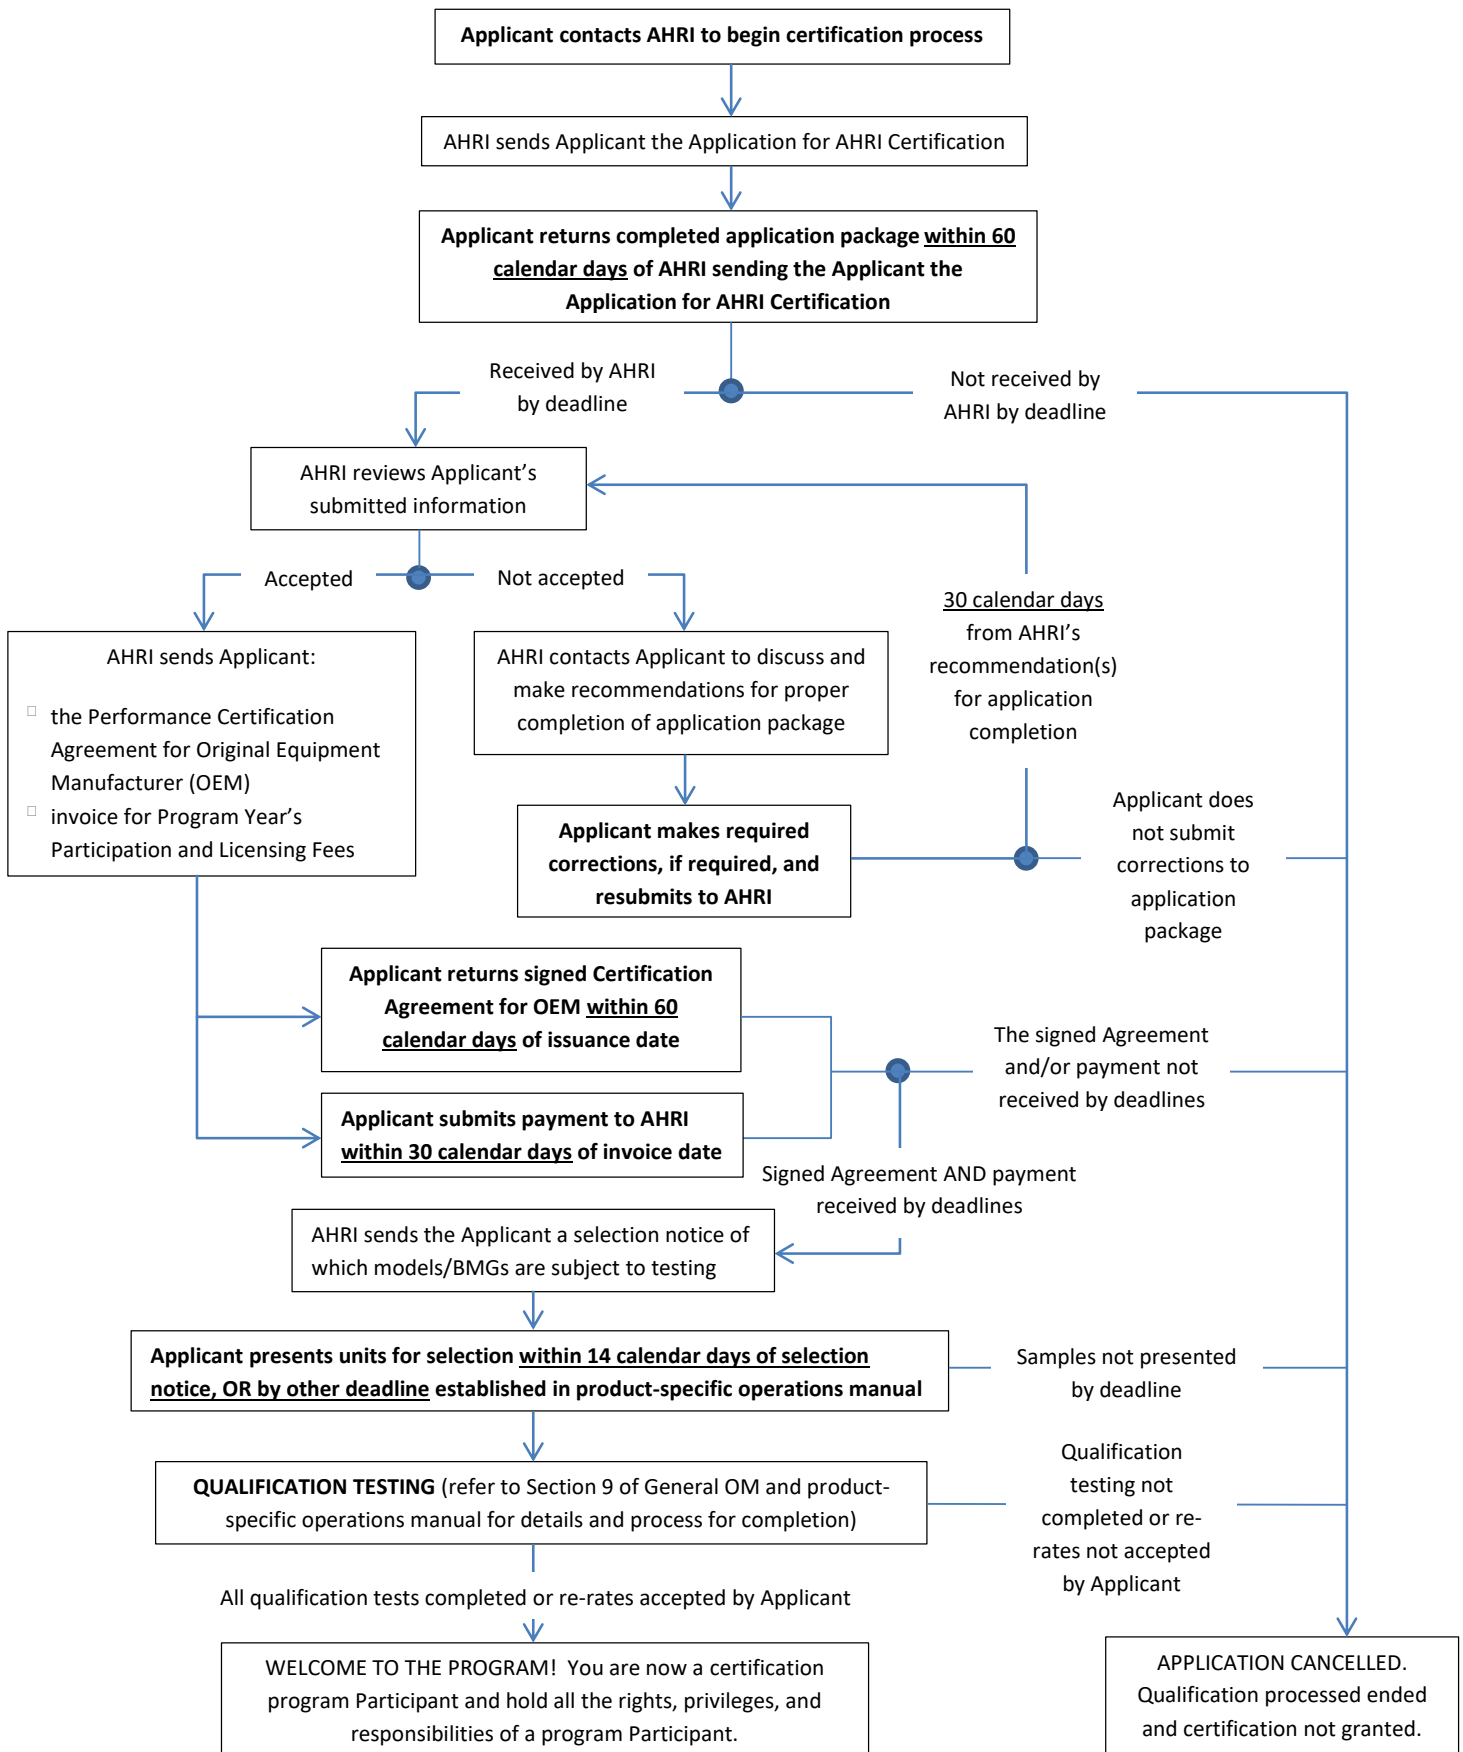 Applicant contacts AHRI to begin certification process
AHRI sends Applicant the Application for AHRI Certification
Applicant returns completed application package within 60
calendar days of AHRI sending the Applicant the
Application for AHRI Certification
Received by AHRI
by deadline
Not received by
AHRI by deadline
AHRI reviews Applicant’s
submitted information
Accepted
Not accepted
30 calendar days
from AHRI’s
recommendation(s)
for application
completion
AHRI sends Applicant:
the Performance Certification
Agreement for Original Equipment
Manufacturer (OEM)
invoice for Program Year’s
Participation and Licensing Fees
AHRI contacts Applicant to discuss and
make recommendations for proper
completion of application package
Applicant makes required
corrections, if required, and
resubmits to AHRI
Applicant does
not submit
corrections to
application
package
Applicant returns signed Certification
Agreement for OEM within 60
calendar days of issuance date
The signed Agreement
and/or payment not
received by deadlines
Applicant submits payment to AHRI
within 30 calendar days of invoice date
Signed Agreement AND payment
received by deadlines
AHRI sends the Applicant a selection notice of
which models/BMGs are subject to testing
Applicant presents units for selection within 14 calendar days of selection
notice, OR by other deadline established in product-specific operations manual
Samples not presented
by deadline
QUALIFICATION TESTING (refer to Section 9 of General OM and product-
specific operations manual for details and process for completion)
Qualification
testing not
completed or re-
rates not accepted
by Applicant
All qualification tests completed or re-rates accepted by Applicant
WELCOME TO THE PROGRAM! You are now a certification
program Participant and hold all the rights, privileges, and
responsibilities of a program Participant.
APPLICATION CANCELLED.
Qualification processed ended
and certification not granted.